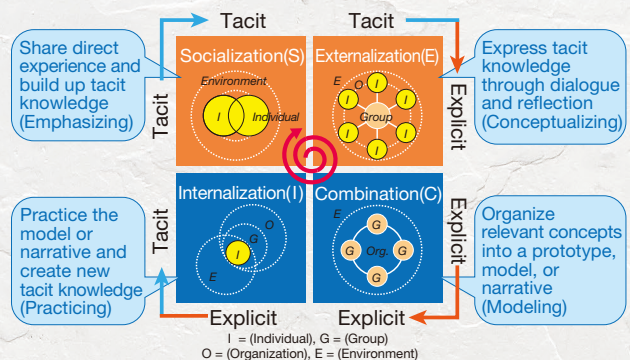 Tacit
Tacit
Share direct
experience and
build up tacit
knowledge
(Emphasizing)
Tacit
Socialization(S)
Environment
I
Individual
Externalization(E)
E
O
I
I
I
Group
I
I
I
Explicit
Express tacit
knowledge
through dialogue
and reflection
(Conceptualizing)
Practice the
model or
narrative and
create new
tacit knowledge
(Practicing)
Tacit
Internalization(I)
O
G
I
E
Combination(C)
E
G
G
Org.
G
G
Explicit
Organize
relevant concepts
into a prototype,
model, or
narrative
(Modeling)
Explicit
Explicit
I = (Individual), G = (Group)
O = (Organization), E = (Environment)